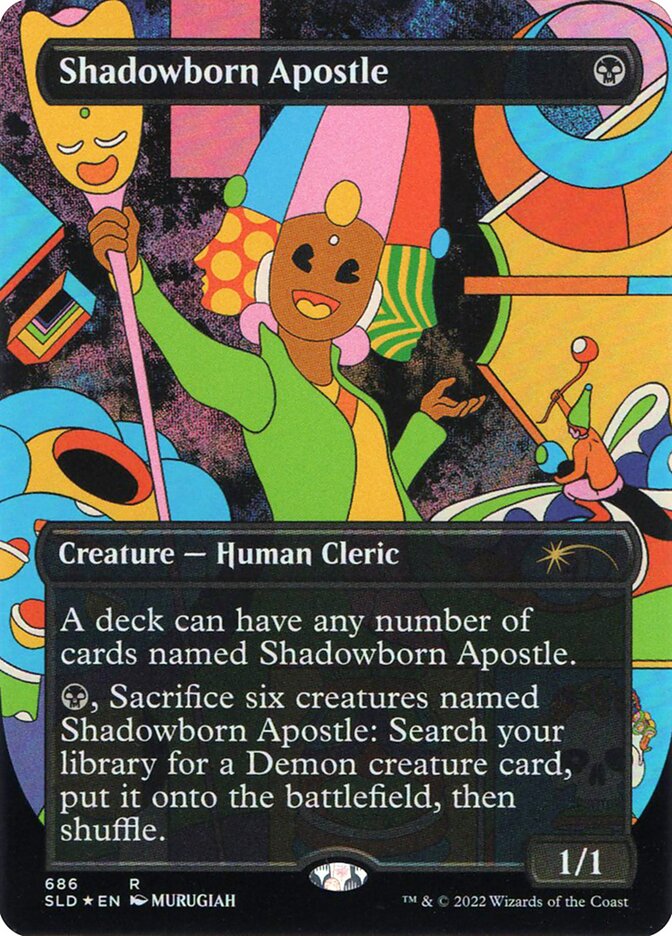 Shadowborn Apostle
Creature — Human Cleric
A deck can have any number of
cards named Shadowborn Apostle.
, Sacrifice six creatures named
Shadowborn Apostle: Search your
library for a Demon creature card,
put it onto the battlefield, then
shuffle.
1/1
686 R
SLD ★ EN MURUGIAH
™ & © 2022 Wizards of the Coast